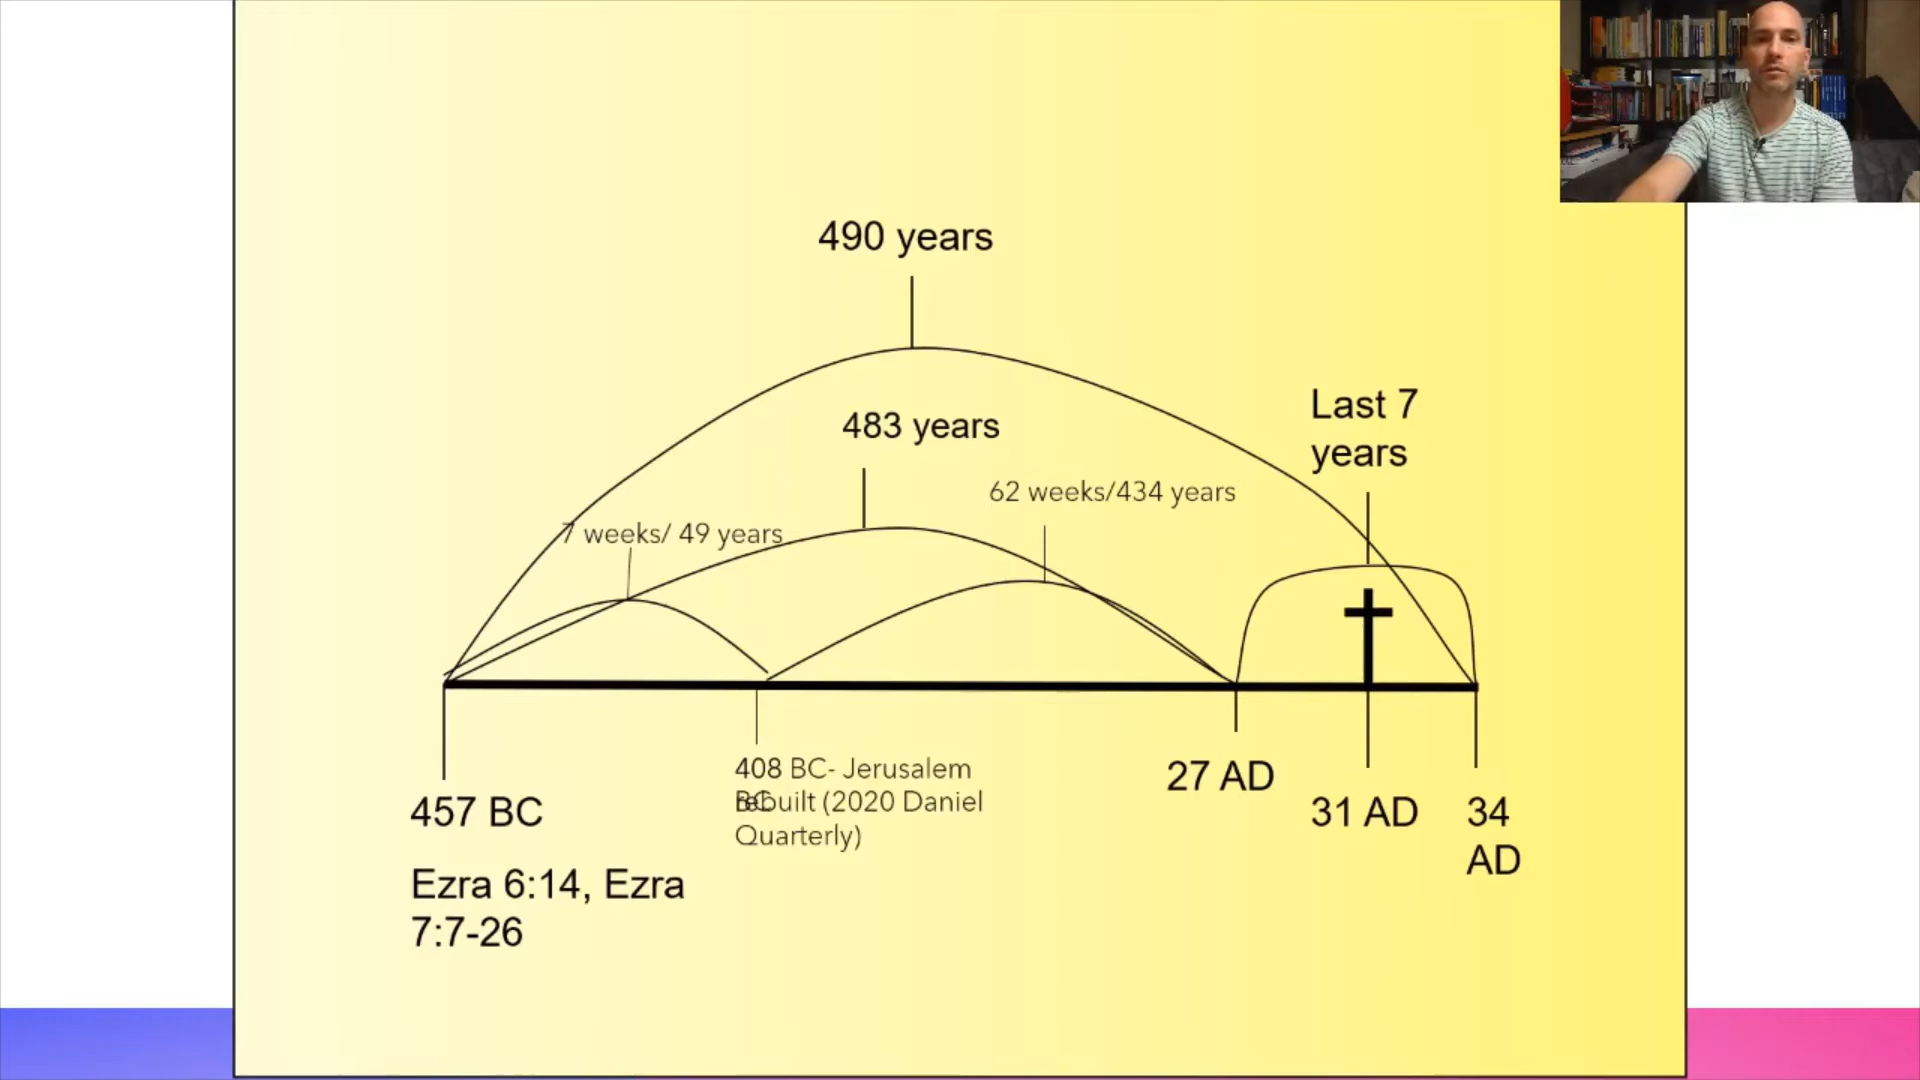 490 years
483 years
Last 7
years
62 weeks/434 years
7 weeks/ 49 years
457 BC
Ezra 6:14, Ezra
7:7-26
408 BC- Jerusalem
rebuilt (2020 Daniel
Quarterly)
BC
27 AD
31 AD
34
AD